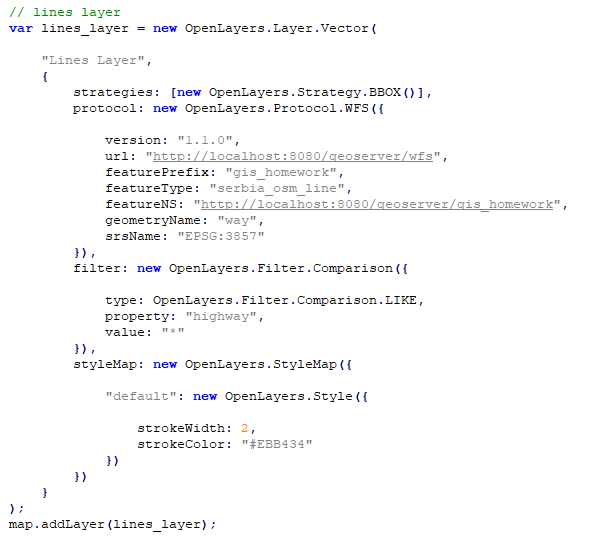 // lines layer
var lines_layer = new OpenLayers.Layer.Vector(
"Lines Layer",
{
strategies: [new OpenLayers.Strategy.BBOX()],
protocol: new OpenLayers.Protocol.WFS({
version: "1.1.0",
url: "http://localhost:8080/geoserver/wfs",
featurePrefix: "gis_homework",
featureType: "serbia_osm_line",
featureNS: "http://localhost:8080/geoserver/gis_homework",
geometryName: "way",
srsName: "EPSG:3857"
}),
filter: new OpenLayers.Filter.Comparison({
type: OpenLayers.Filter.Comparison.LIKE,
property: "highway",
value: "*"
}),
styleMap: new OpenLayers.StyleMap({
"default": new OpenLayers.Style({
strokeWidth: 2,
strokeColor: "#EBB434"
})
})
}
);
map.addLayer(lines_layer);